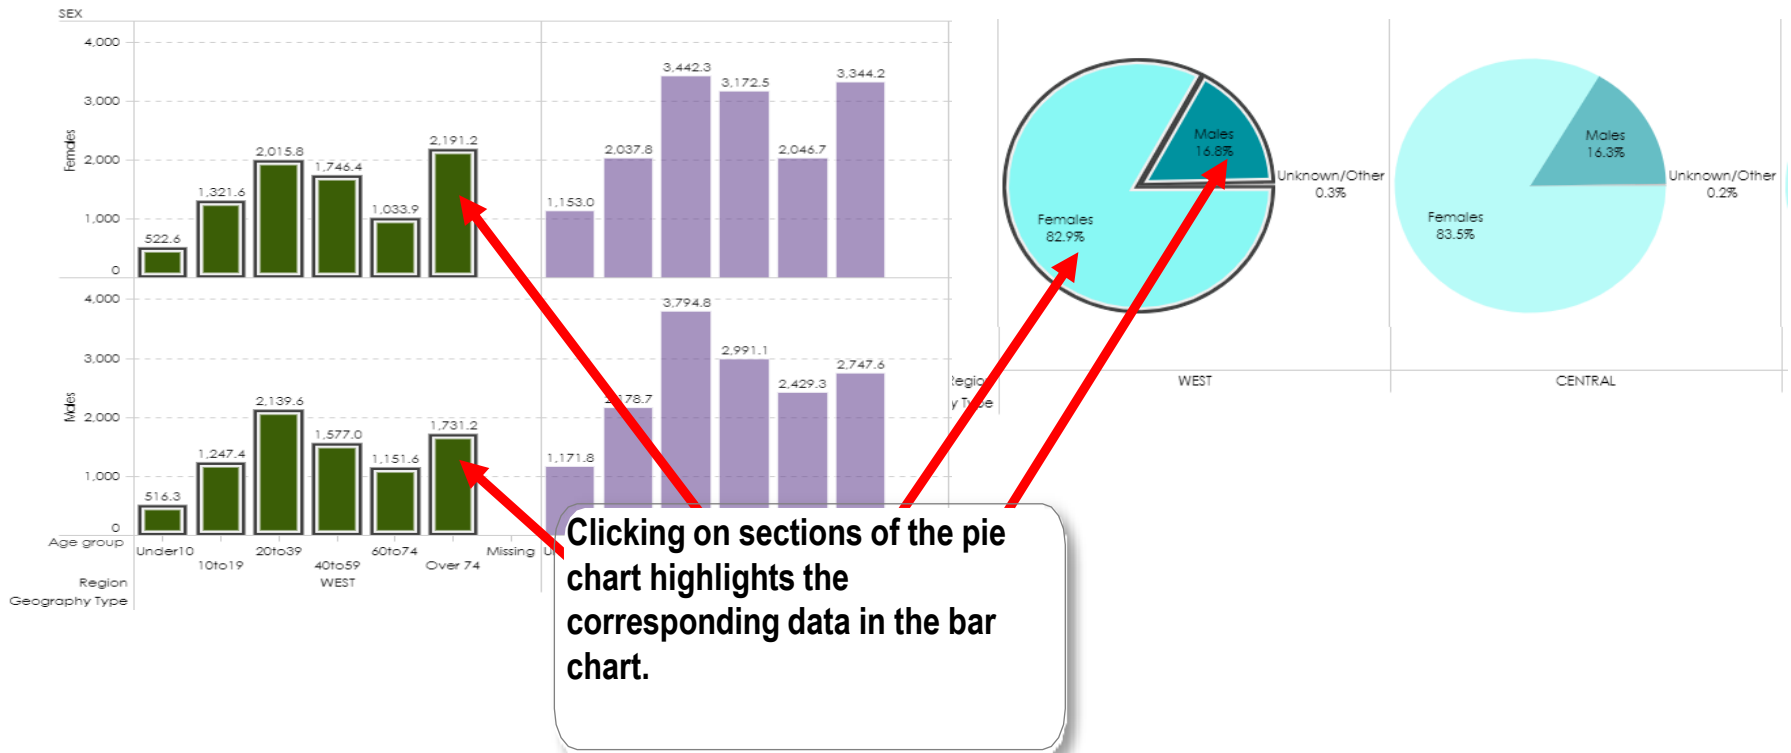 SEX
4,000
3,000
2,000
1,000
0
Females
522.6
1,321.6
2,015.8
1,746.4
1,033.9
2,191.2
1,153.0
2,037.8
3,442.3
3,172.5
2,046.7
3,344.2
4,000
3,000
2,000
1,000
0
Males
516.3
1,247.4
2,139.6
1,577.0
1,151.6
1,731.2
1,171.8
3,794.8
2,991.1
2,429.3
2,747.6
Age group
Under10
10to19
20to39
40to59
60to74
Over 74
Missing
Region
WEST
Geography Type
Males
16.8%
Unknown/Other
0.3%
Females
82.9%
Males
16.3%
Unknown/Other
0.2%
Females
83.5%
WEST
CENTRAL
Clicking on sections of the pie
chart highlights the
corresponding data in the bar
chart.